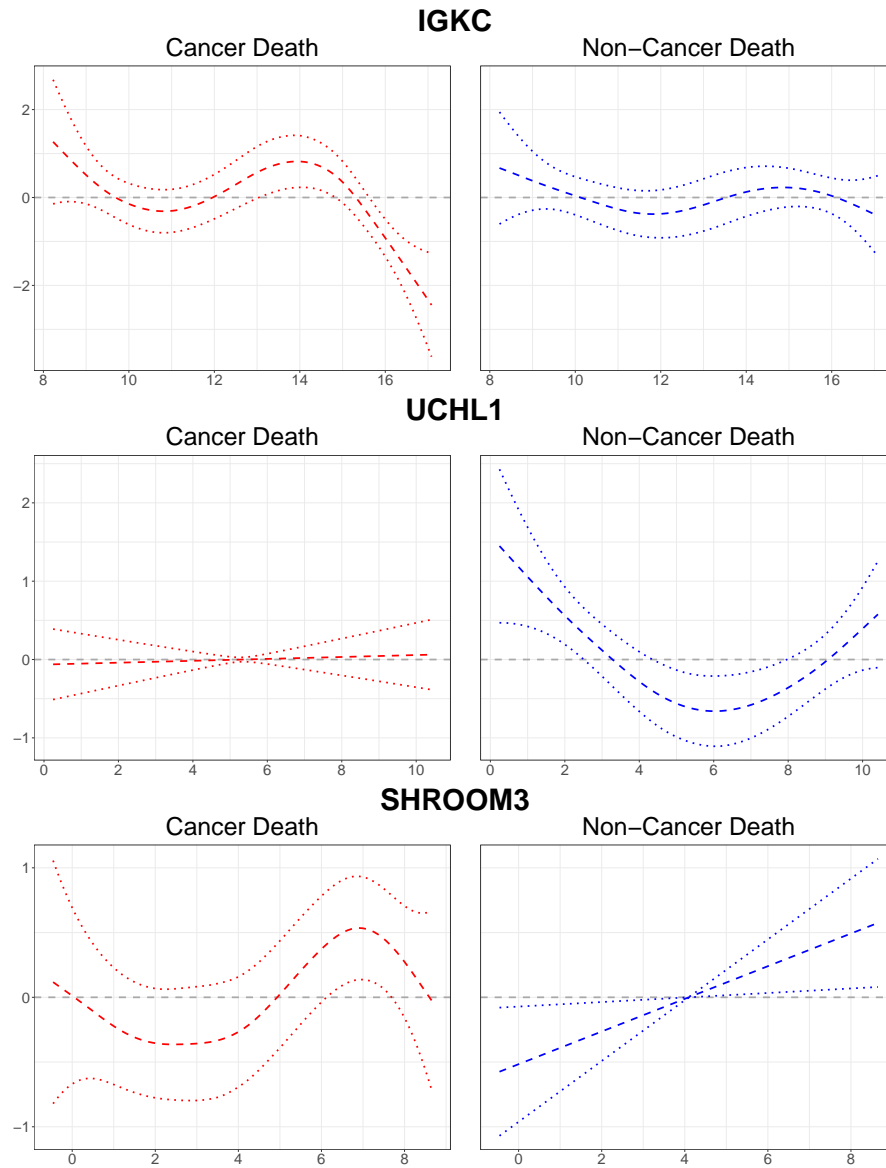 IGKC
Cancer Death Non−Cancer Death
2
0
−2
8 10 12 14 16 8 10 12 14 16
UCHL1
Cancer Death Non−Cancer Death
2
1
0
−1
0 2 4 6 8 10 0 2 4 6 8 10
SHROOM3
Cancer Death Non−Cancer Death
1
0
−1
0 2 4 6 8 0 2 4 6 8